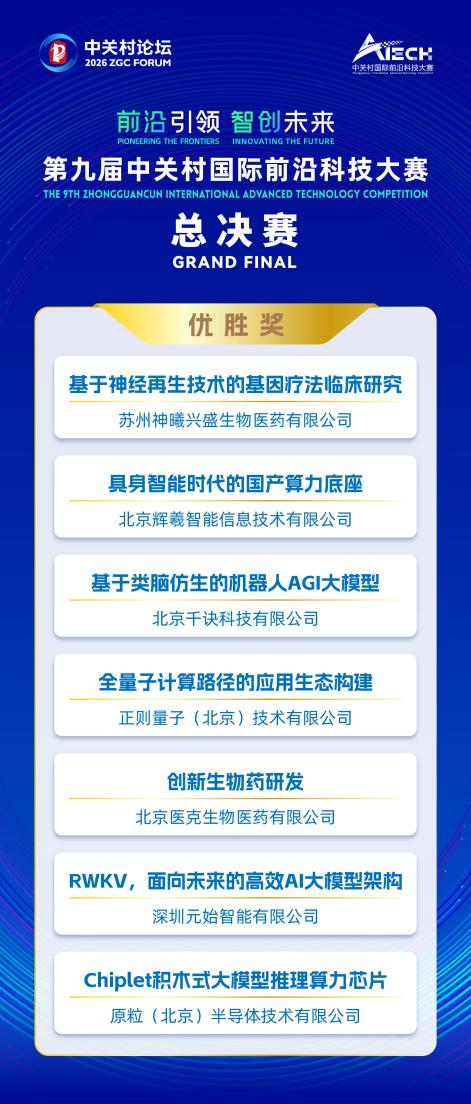 中关村论坛
2026 ZGC FORUM
AITECH
中关村国际前沿科技大赛
前沿引领 智创未来
PIONEERING THE FRONTIERS INNOVATING THE FUTURE
第九届中关村国际前沿科技大赛
THE 9TH ZHONGGUANCUN INTERNATIONAL ADVANCED TECHNOLOGY COMPETITION
总决赛
GRAND FINAL
优胜奖
基于神经再生技术的基因疗法临床研究
苏州神曦兴盛生物医药有限公司
具身智能时代的国产算力底座
北京辉羲智能信息技术有限公司
基于类脑仿生的机器人AGI大模型
北京千诀科技有限公司
全量子计算路径的应用生态构建
正则量子（北京）技术有限公司
创新生物药研发
北京医克生物医药有限公司
RWKV，面向未来的高效AI大模型架构
深圳元始智能有限公司
Chiplet积木式大模型推理算力芯片
原粒（北京）半导体技术有限公司